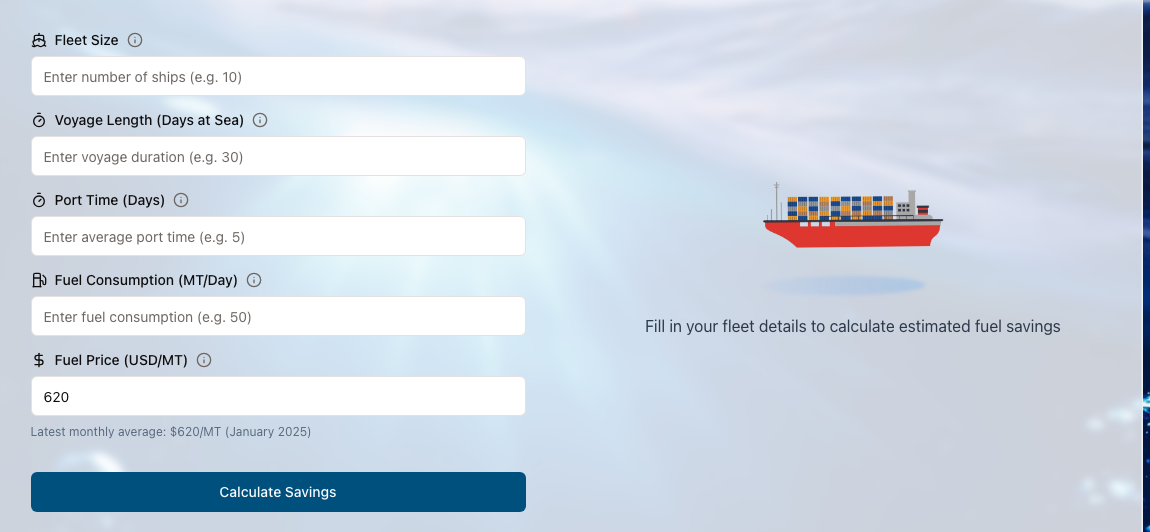 Fleet Size
Enter number of ships (e.g. 10)
Voyage Length (Days at Sea)
Enter voyage duration (e.g. 30)
Port Time (Days)
Enter average port time (e.g. 5)
Fuel Consumption (MT/Day)
Enter fuel consumption (e.g. 50)
Fuel Price (USD/MT)
620
Latest monthly average: $620/MT (January 2025)
Calculate Savings
Fill in your fleet details to calculate estimated fuel savings